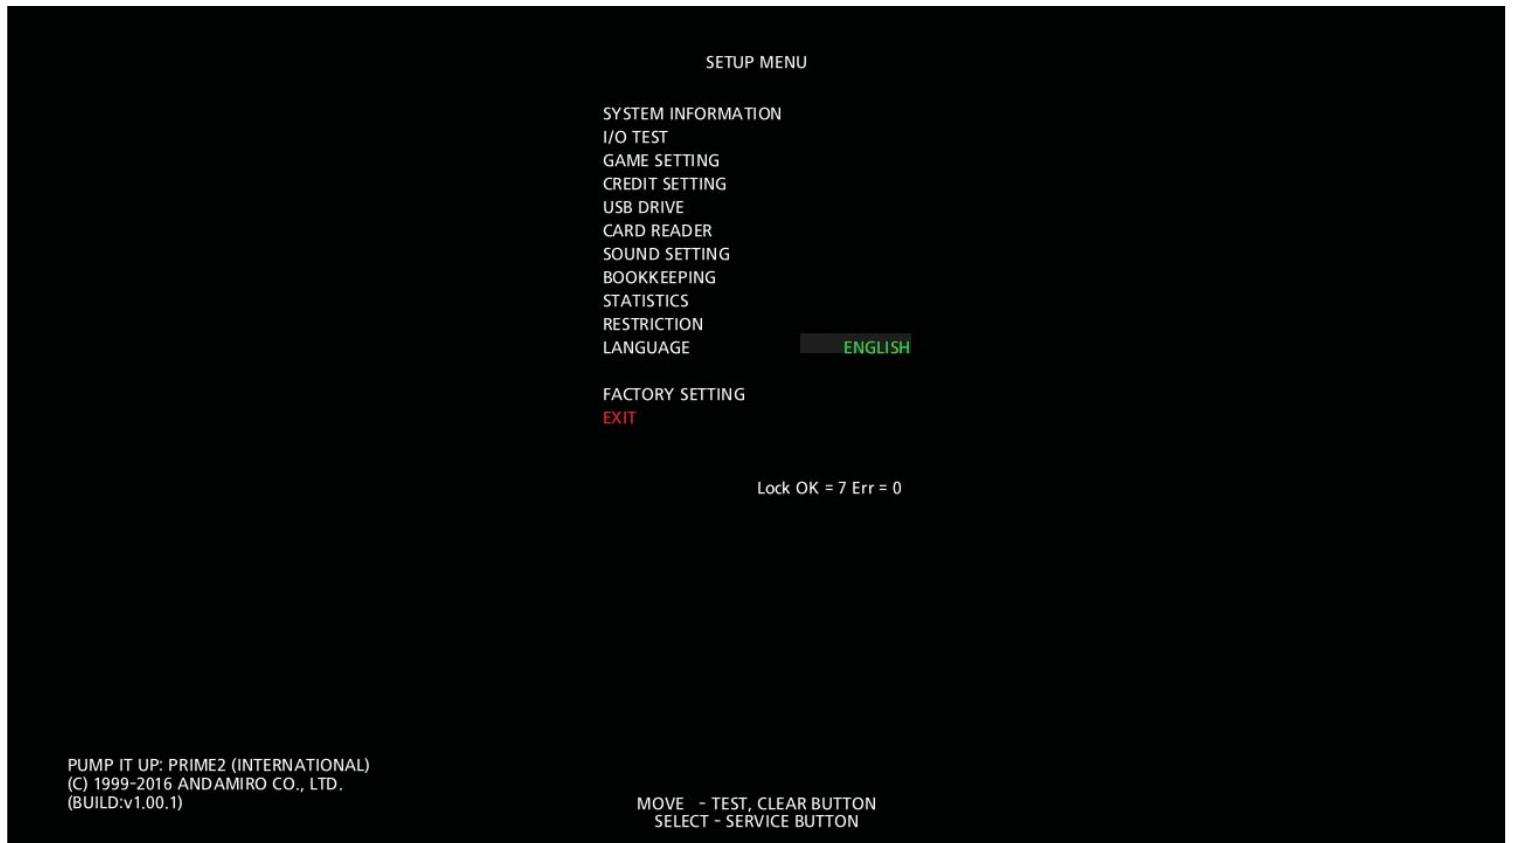 SETUP MENU
SYSTEM INFORMATION
I/O TEST
GAME SETTING
CREDIT SETTING
USB DRIVE
CARD READER
SOUND SETTING
BOOKKEEPING
STATISTICS
RESTRICTION
LANGUAGE ENGLISH
FACTORY SETTING
EXIT
Lock OK = 7 Err = 0
PUMP IT UP: PRIME2 (INTERNATIONAL)
(C) 1999-2016 ANDAMIRO CO., LTD.
(BUILD:v1.00.1)
MOVE - TEST, CLEAR BUTTON
SELECT - SERVICE BUTTON